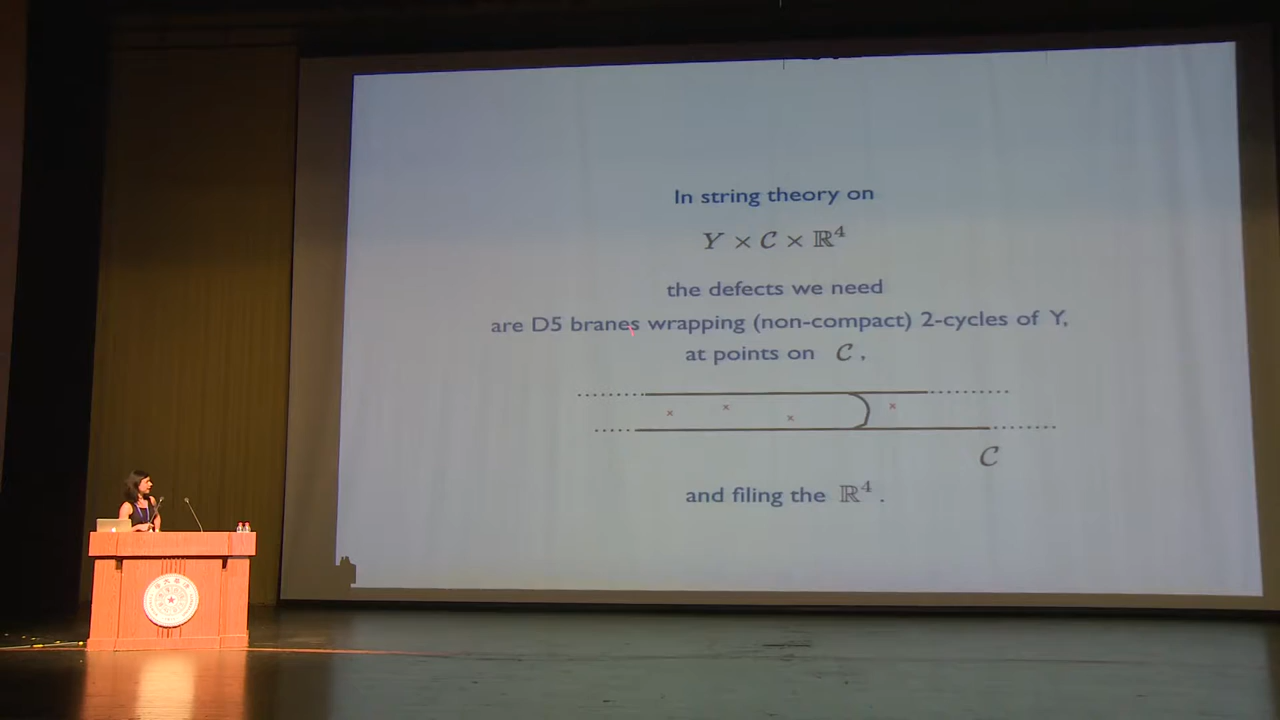 In string theory on
Y × C × ℝ⁴
the defects we need
are D5 branes wrapping (non-compact) 2-cycles of Y,
at points on C ,
C
and filing the ℝ⁴ .